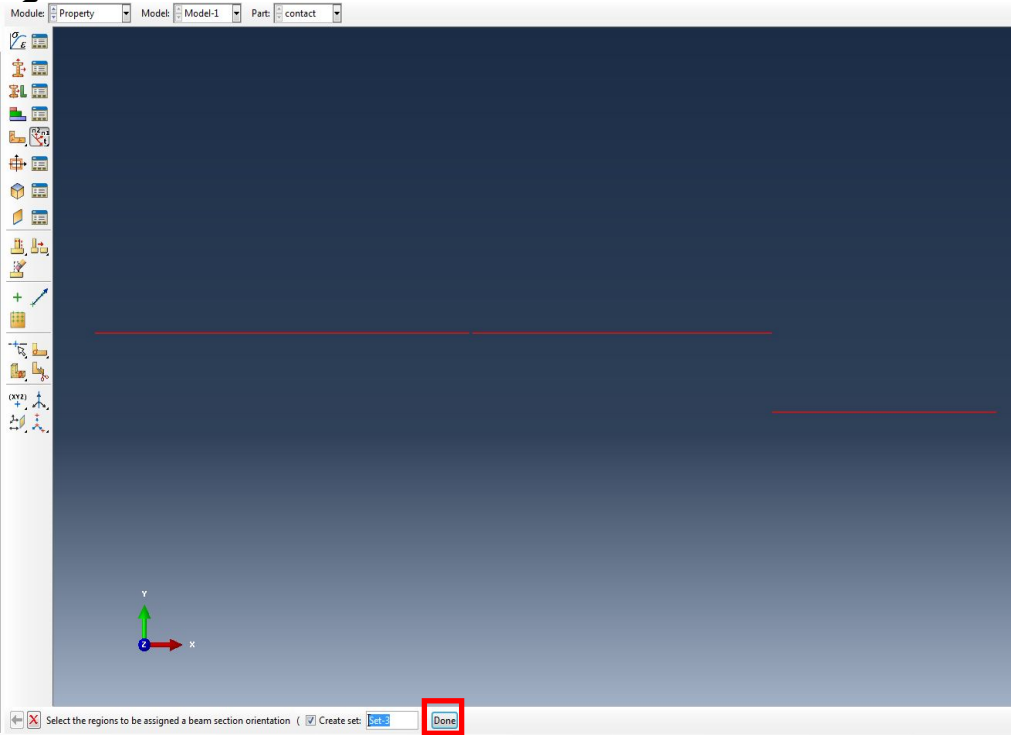 Module: Property Model: Model-1 Part: contact
(XYZ)
Y
Z X
Select the regions to be assigned a beam section orientation ( Create set: Set-3 Done